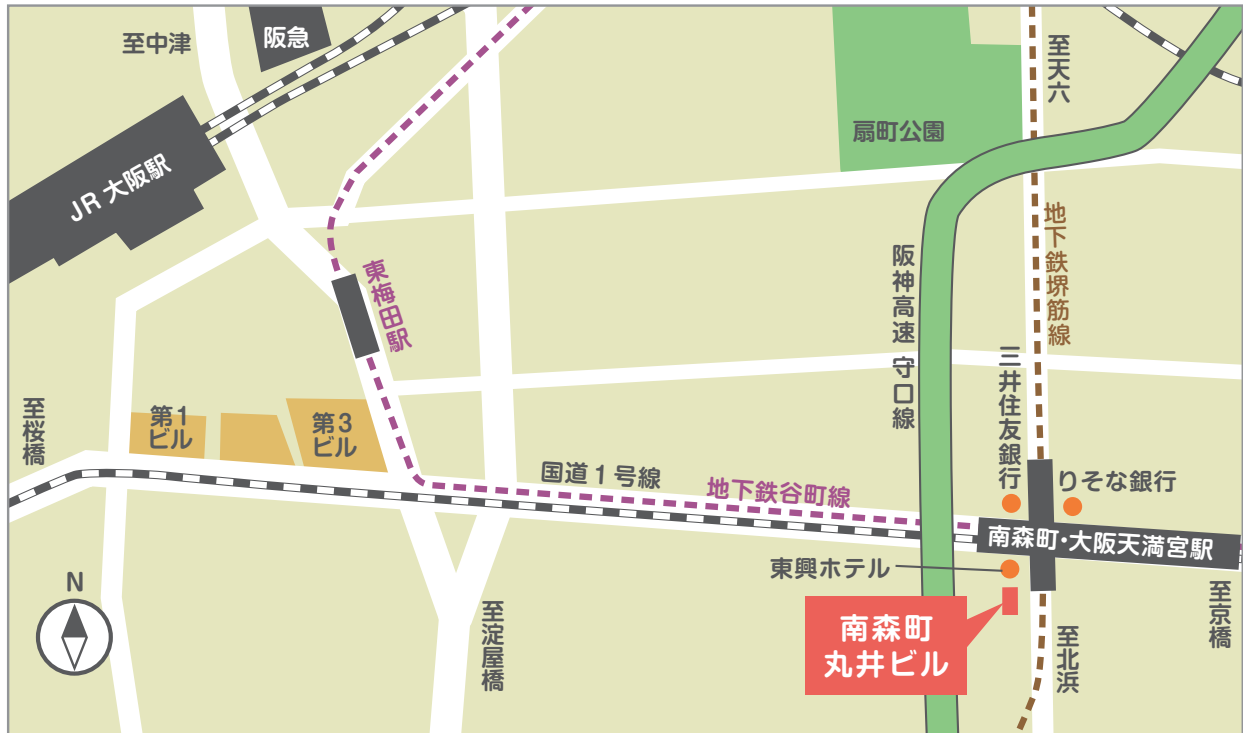 至中津
阪急
至天六
扇町公園
JR 大阪駅
地下鉄堺筋線
東梅田駅
阪神高速 守口線
三井住友銀行
至桜橋
第1
ビル
第3
ビル
国道1号線
地下鉄谷町線
りそな銀行
南森町・大阪天満宮駅
東興ホテル
N
至淀屋橋
南森町
丸井ビル
至北浜
至京橋